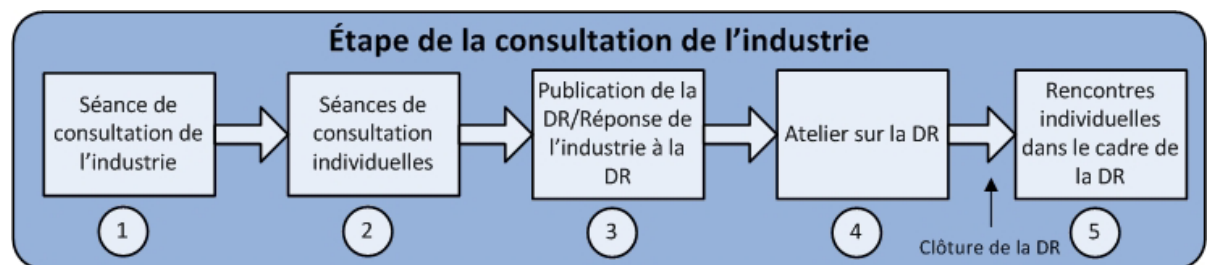 Étape de la consultation de l’industrie
Séance de
consultation de
l’industrie
Séances de
consultation
individuelles
Publication de la
DR/Réponse de
l’industrie à la
DR
Atelier sur la DR
Rencontres
individuelles
dans le cadre de
la DR
1
2
3
4
Clôture de la DR
5